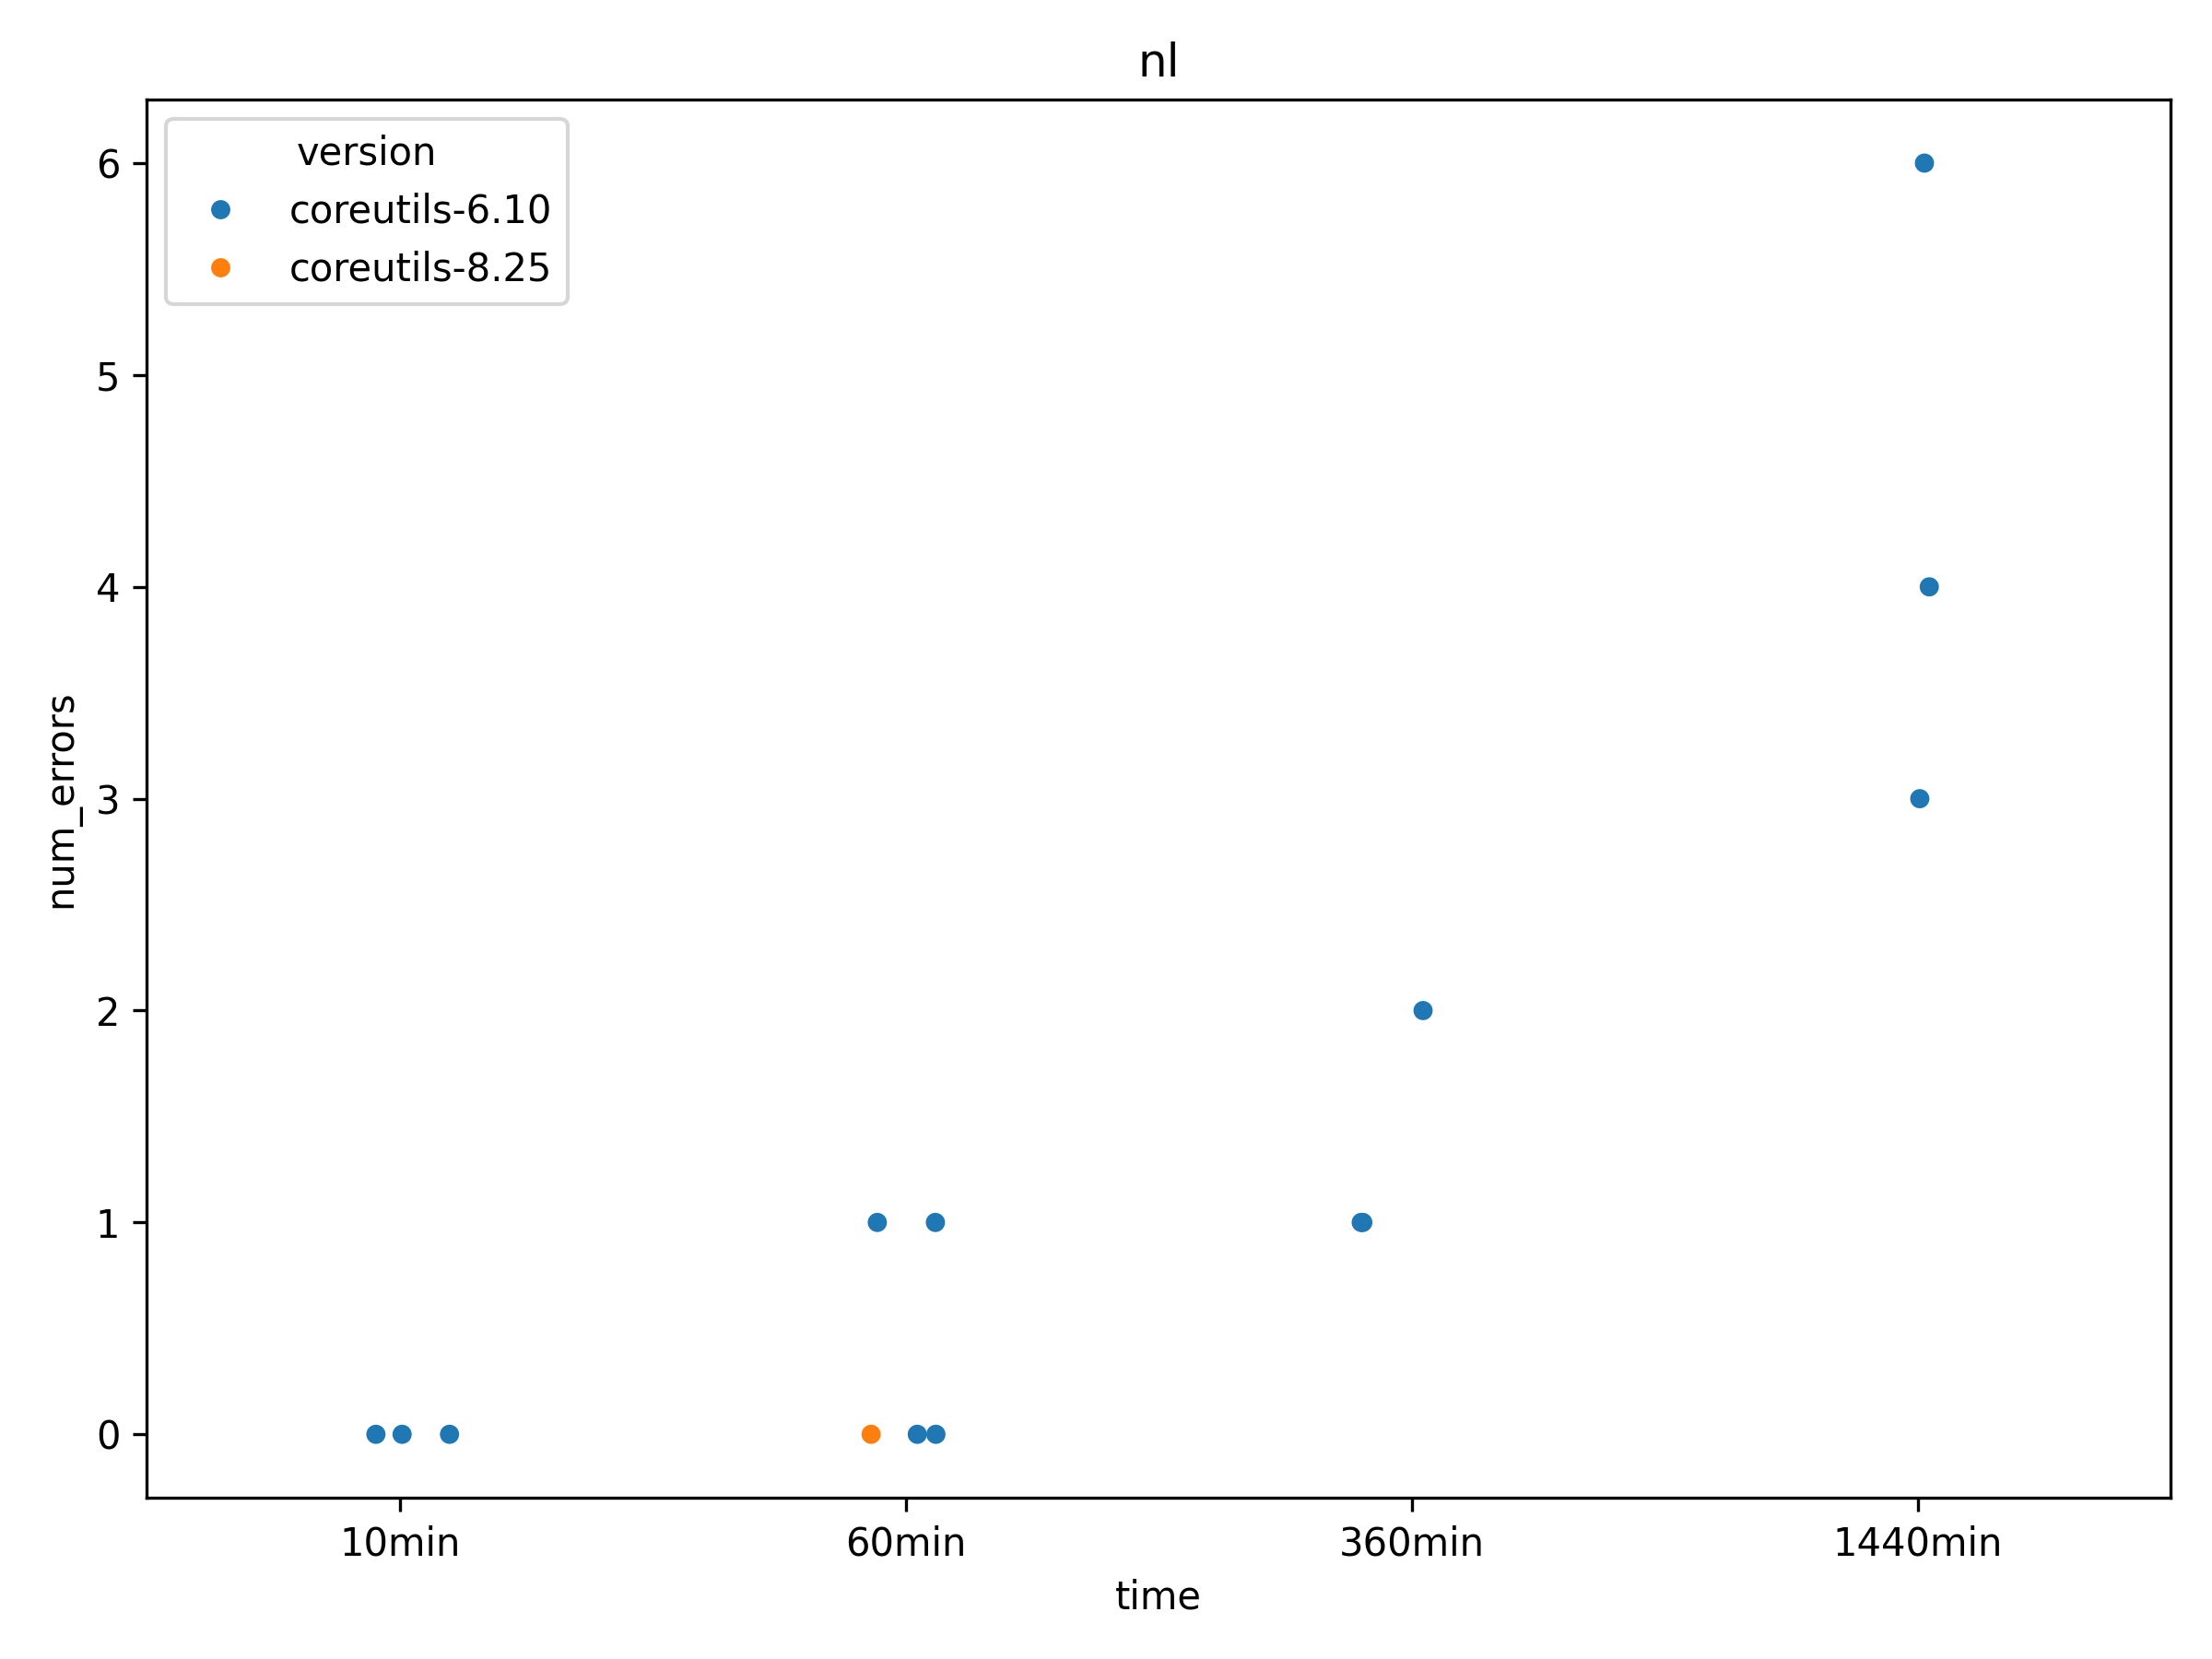 nl
version
coreutils-6.10
coreutils-8.25
num_errors
6
5
4
3
2
1
0
10min
60min
360min
1440min
time